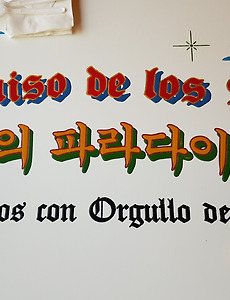 aiso de los
의 파라다이
os con Orgullo de